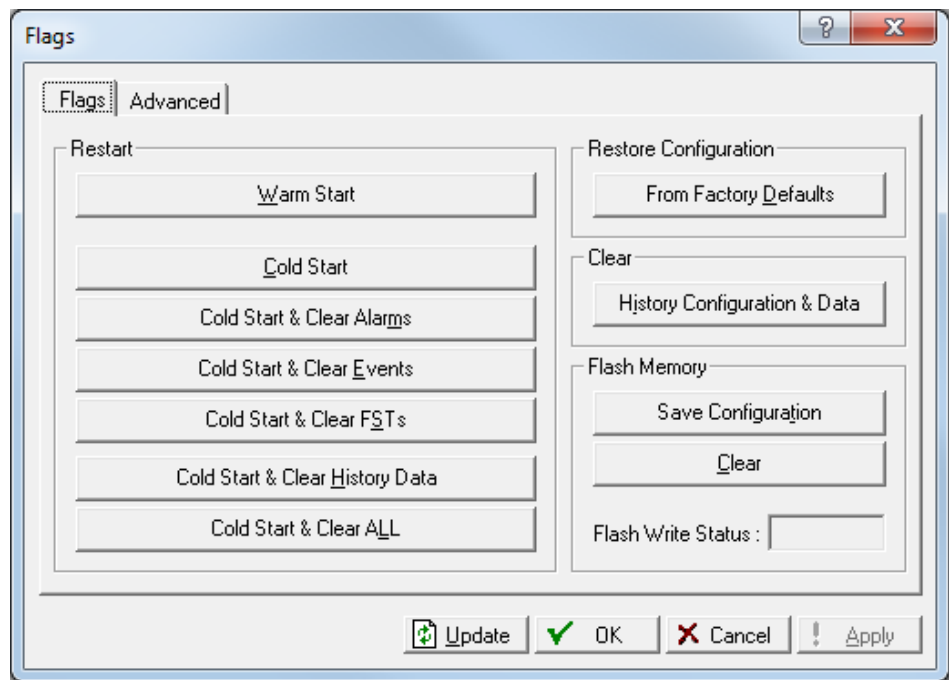 Flags
Flags
Advanced
Restart
Warm Start
Cold Start
Cold Start & Clear Alarms
Cold Start & Clear Events
Cold Start & Clear FSTs
Cold Start & Clear History Data
Cold Start & Clear ALL
Restore Configuration
From Factory Defaults
Clear
History Configuration & Data
Flash Memory
Save Configuration
Clear
Flash Write Status :
Update
OK
Cancel
Apply